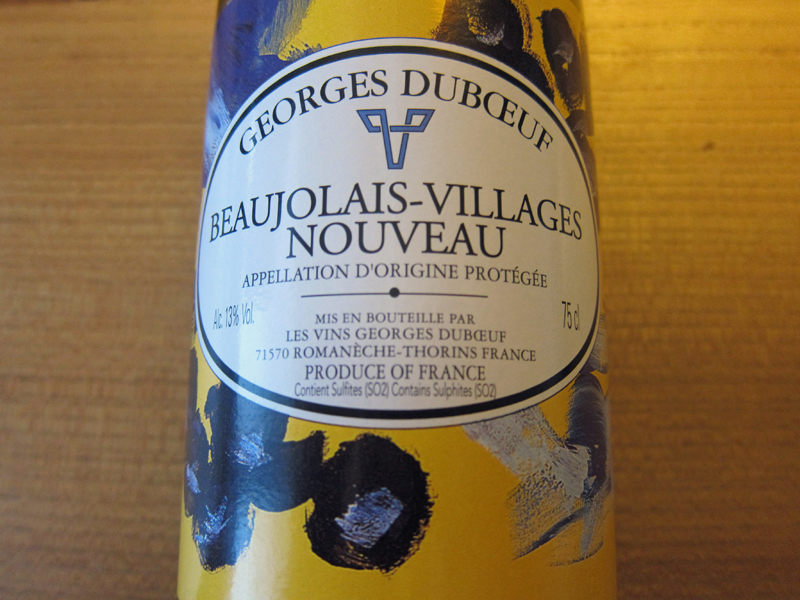 GEORGES DUBŒUF
BEAUJOLAIS-VILLAGES
NOUVEAU
APPELLATION D'ORIGINE PROTÉGÉE
Alc. 13% Vol.
75 cl
MIS EN BOUTEILLE PAR
LES VINS GEORGES DUBŒUF
71570 ROMANÈCHE-THORINS FRANCE
PRODUCE OF FRANCE
Contient Sulfites (SO2) Contains Sulphites (SO2)